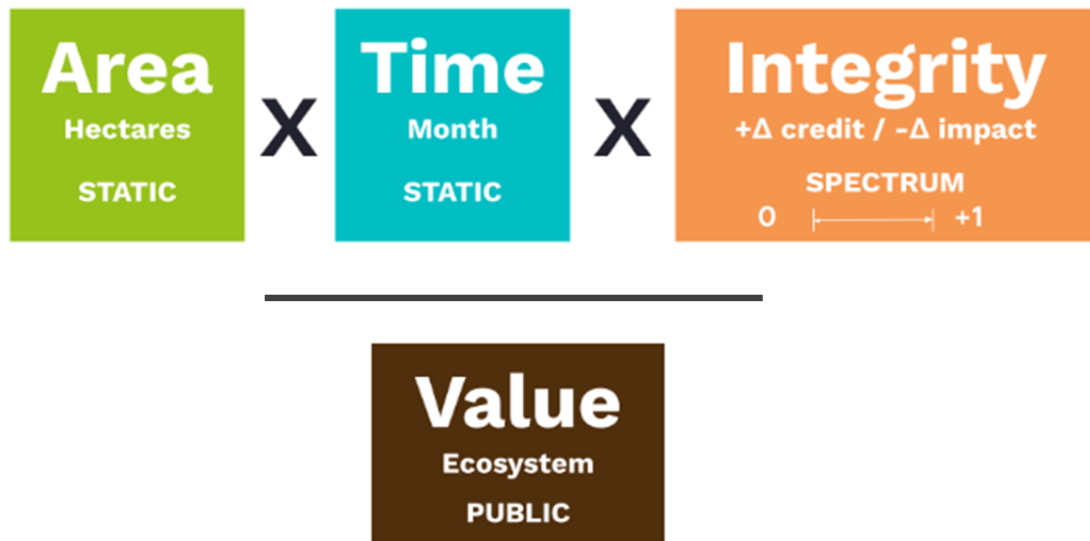 Area
Hectares
STATIC
X
Time
Month
STATIC
X
Integrity
+Δ credit / -Δ impact
SPECTRUM
0 +1
Value
Ecosystem
PUBLIC